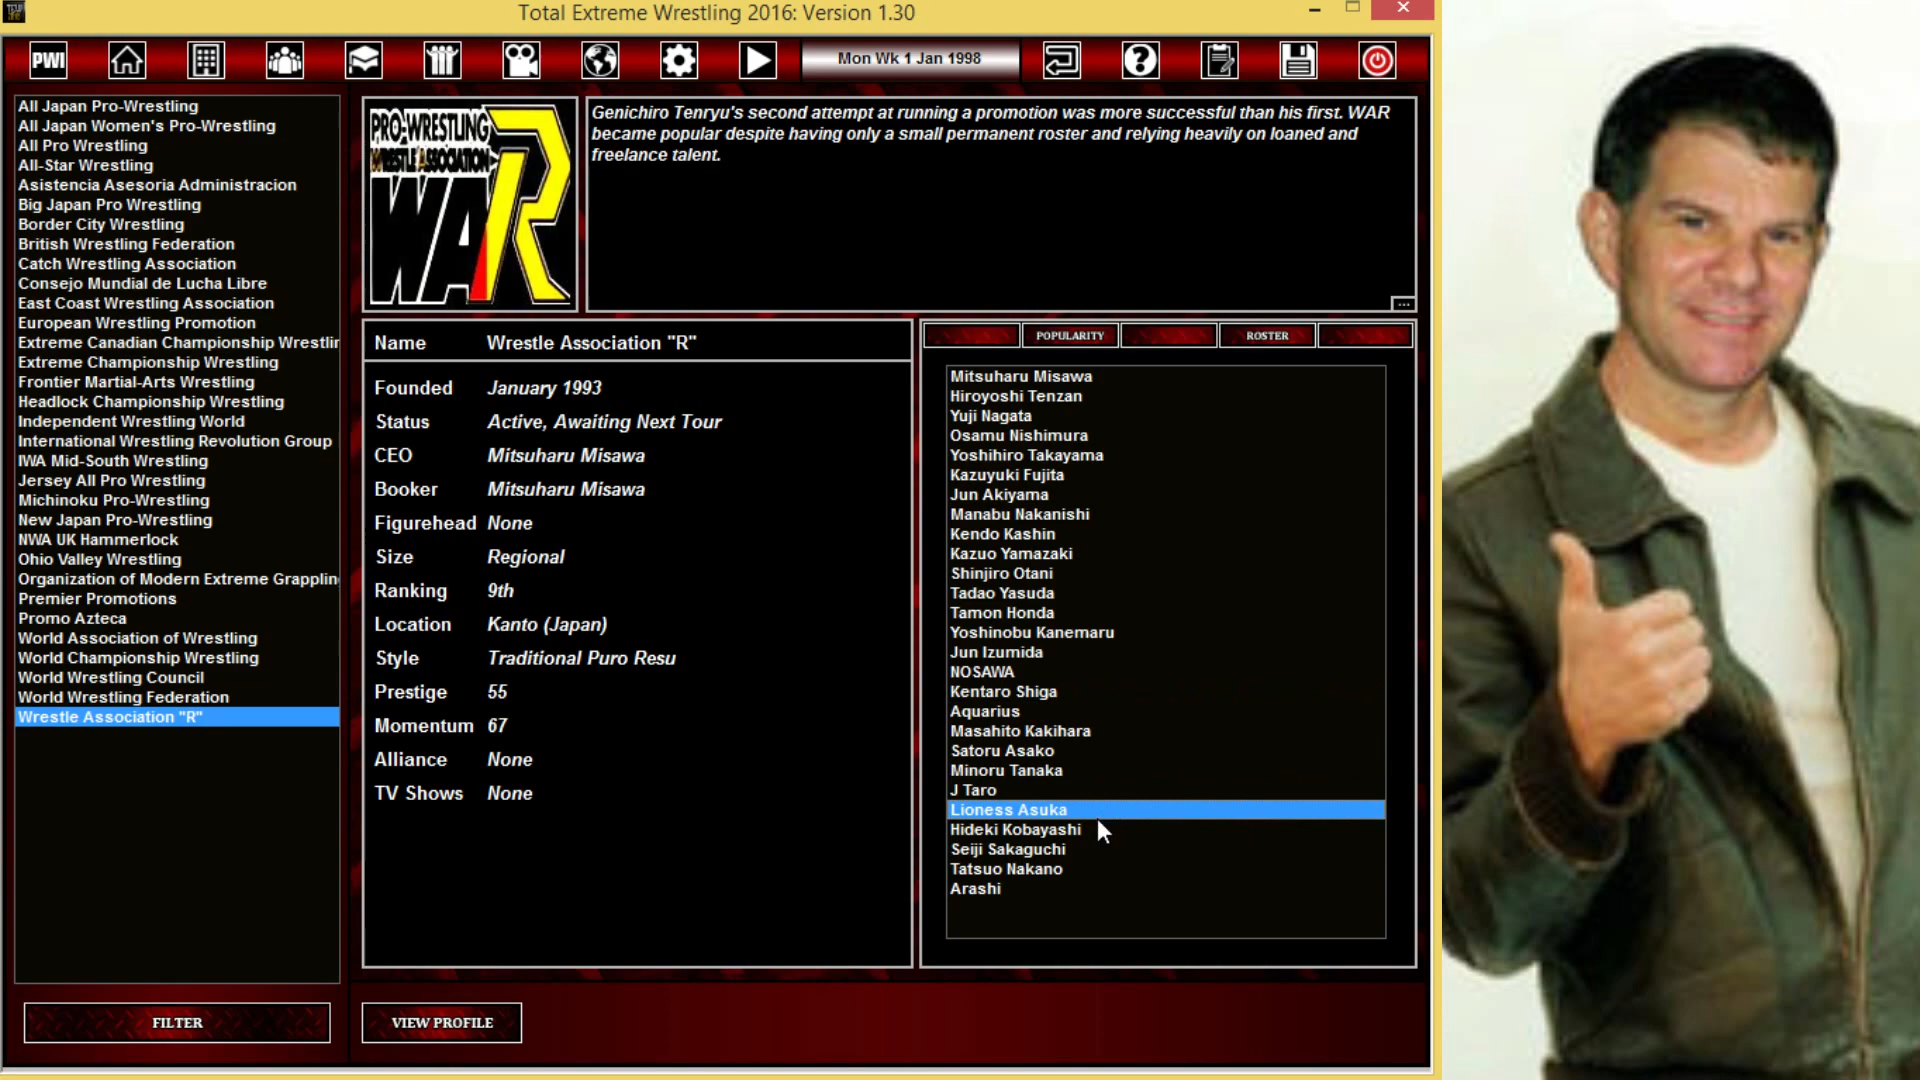 Total Extreme Wrestling 2016: Version 1.30
PWI
Mon Wk 1 Jan 1998
All Japan Pro-Wrestling
All Japan Women's Pro-Wrestling
All Pro Wrestling
All-Star Wrestling
Asistencia Asesoria Administracion
Big Japan Pro Wrestling
Border City Wrestling
British Wrestling Federation
Catch Wrestling Association
Consejo Mundial de Lucha Libre
East Coast Wrestling Association
European Wrestling Promotion
Extreme Canadian Championship Wrestlin
Extreme Championship Wrestling
Frontier Martial-Arts Wrestling
Headlock Championship Wrestling
Independent Wrestling World
International Wrestling Revolution Group
IWA Mid-South Wrestling
Jersey All Pro Wrestling
Michinoku Pro-Wrestling
New Japan Pro-Wrestling
NWA UK Hammerlock
Ohio Valley Wrestling
Organization of Modern Extreme Grapplin
Premier Promotions
Promo Azteca
World Association of Wrestling
World Championship Wrestling
World Wrestling Council
World Wrestling Federation
Wrestle Association "R"
FILTER
PRO-WRESTLING
WRESTLE ASSOCIATION
WAR
Genichiro Tenryu's second attempt at running a promotion was more successful than his first. WAR
became popular despite having only a small permanent roster and relying heavily on loaned and
freelance talent.
...
Name Wrestle Association "R"
Founded January 1993
Status Active, Awaiting Next Tour
CEO Mitsuharu Misawa
Booker Mitsuharu Misawa
Figurehead None
Size Regional
Ranking 9th
Location Kanto (Japan)
Style Traditional Puro Resu
Prestige 55
Momentum 67
Alliance None
TV Shows None
POPULARITY
ROSTER
Mitsuharu Misawa
Hiroyoshi Tenzan
Yuji Nagata
Osamu Nishimura
Yoshihiro Takayama
Kazuyuki Fujita
Jun Akiyama
Manabu Nakanishi
Kendo Kashin
Kazuo Yamazaki
Shinjiro Otani
Tadao Yasuda
Tamon Honda
Yoshinobu Kanemaru
Jun Izumida
NOSAWA
Kentaro Shiga
Aquarius
Masahito Kakihara
Satoru Asako
Minoru Tanaka
J Taro
Lioness Asuka
Hideki Kobayashi
Seiji Sakaguchi
Tatsuo Nakano
Arashi
VIEW PROFILE